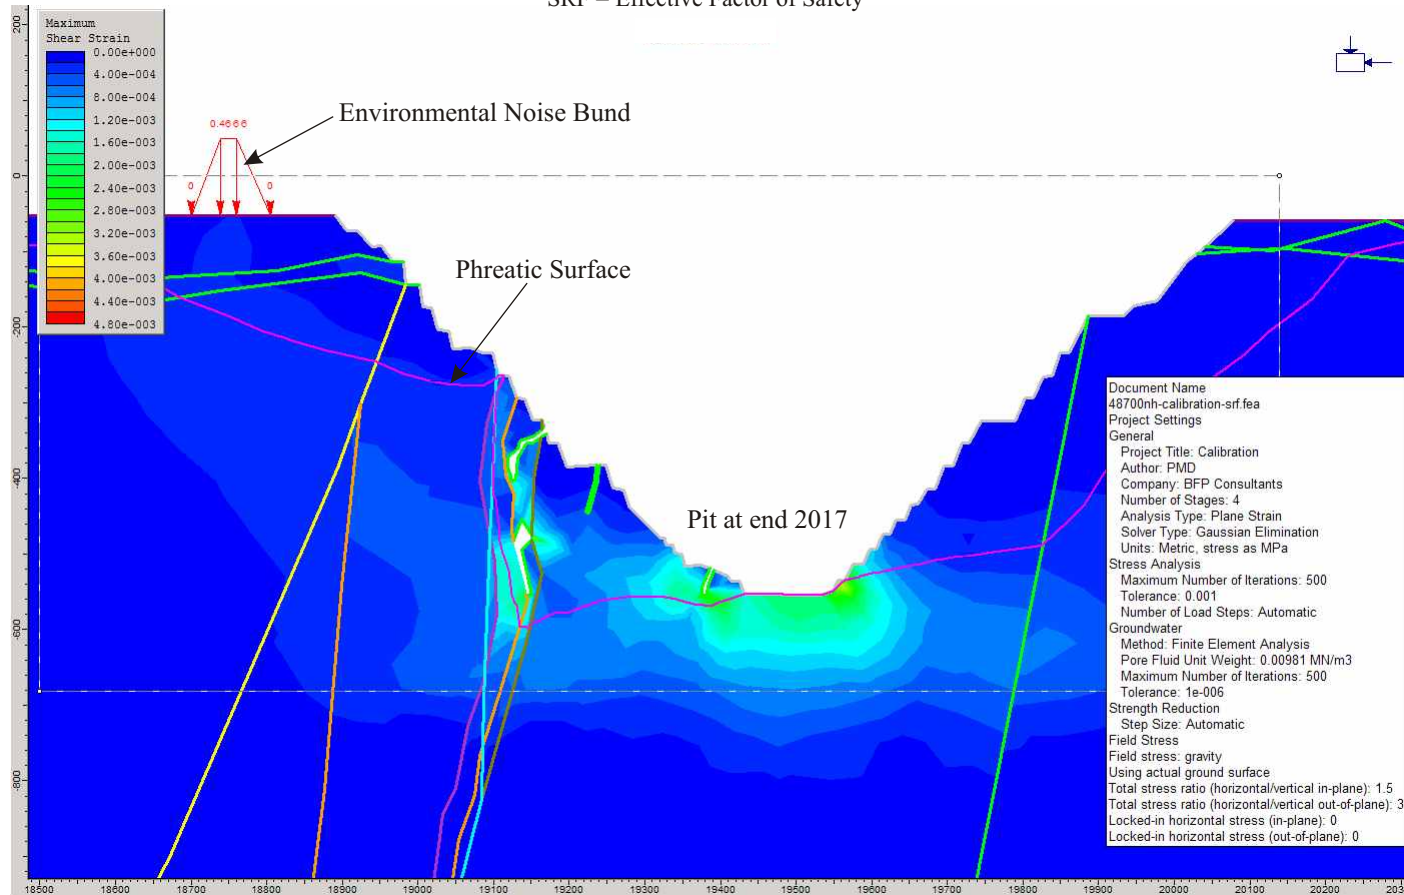 SRF = Effective Factor of Safety
Maximum
Shear Strain
0.00e+000
4.00e-004
8.00e-004
1.20e-003
1.60e-003
2.00e-003
2.40e-003
2.80e-003
3.20e-003
3.60e-003
4.00e-003
4.40e-003
4.80e-003
200
0
-200
-400
-600
-800
Environmental Noise Bund
0.4666
0
0
Phreatic Surface
Pit at end 2017
Document Name
48700nh-calibration-srf.fea
Project Settings
General
Project Title: Calibration
Author: PMD
Company: BFP Consultants
Number of Stages: 4
Analysis Type: Plane Strain
Solver Type: Gaussian Elimination
Units: Metric, stress as MPa
Stress Analysis
Maximum Number of Iterations: 500
Tolerance: 0.001
Number of Load Steps: Automatic
Groundwater
Method: Finite Element Analysis
Pore Fluid Unit Weight: 0.00981 MN/m3
Maximum Number of Iterations: 500
Tolerance: 1e-006
Strength Reduction
Step Size: Automatic
Field Stress
Field stress: gravity
Using actual ground surface
Total stress ratio (horizontal/vertical in-plane): 1.5
Total stress ratio (horizontal/vertical out-of-plane): 3
Locked-in horizontal stress (in-plane): 0
Locked-in horizontal stress (out-of-plane): 0
18500 18600 18700 18800 18900 19000 19100 19200 19300 19400 19500 19600 19700 19800 19900 20000 20100 20200 203